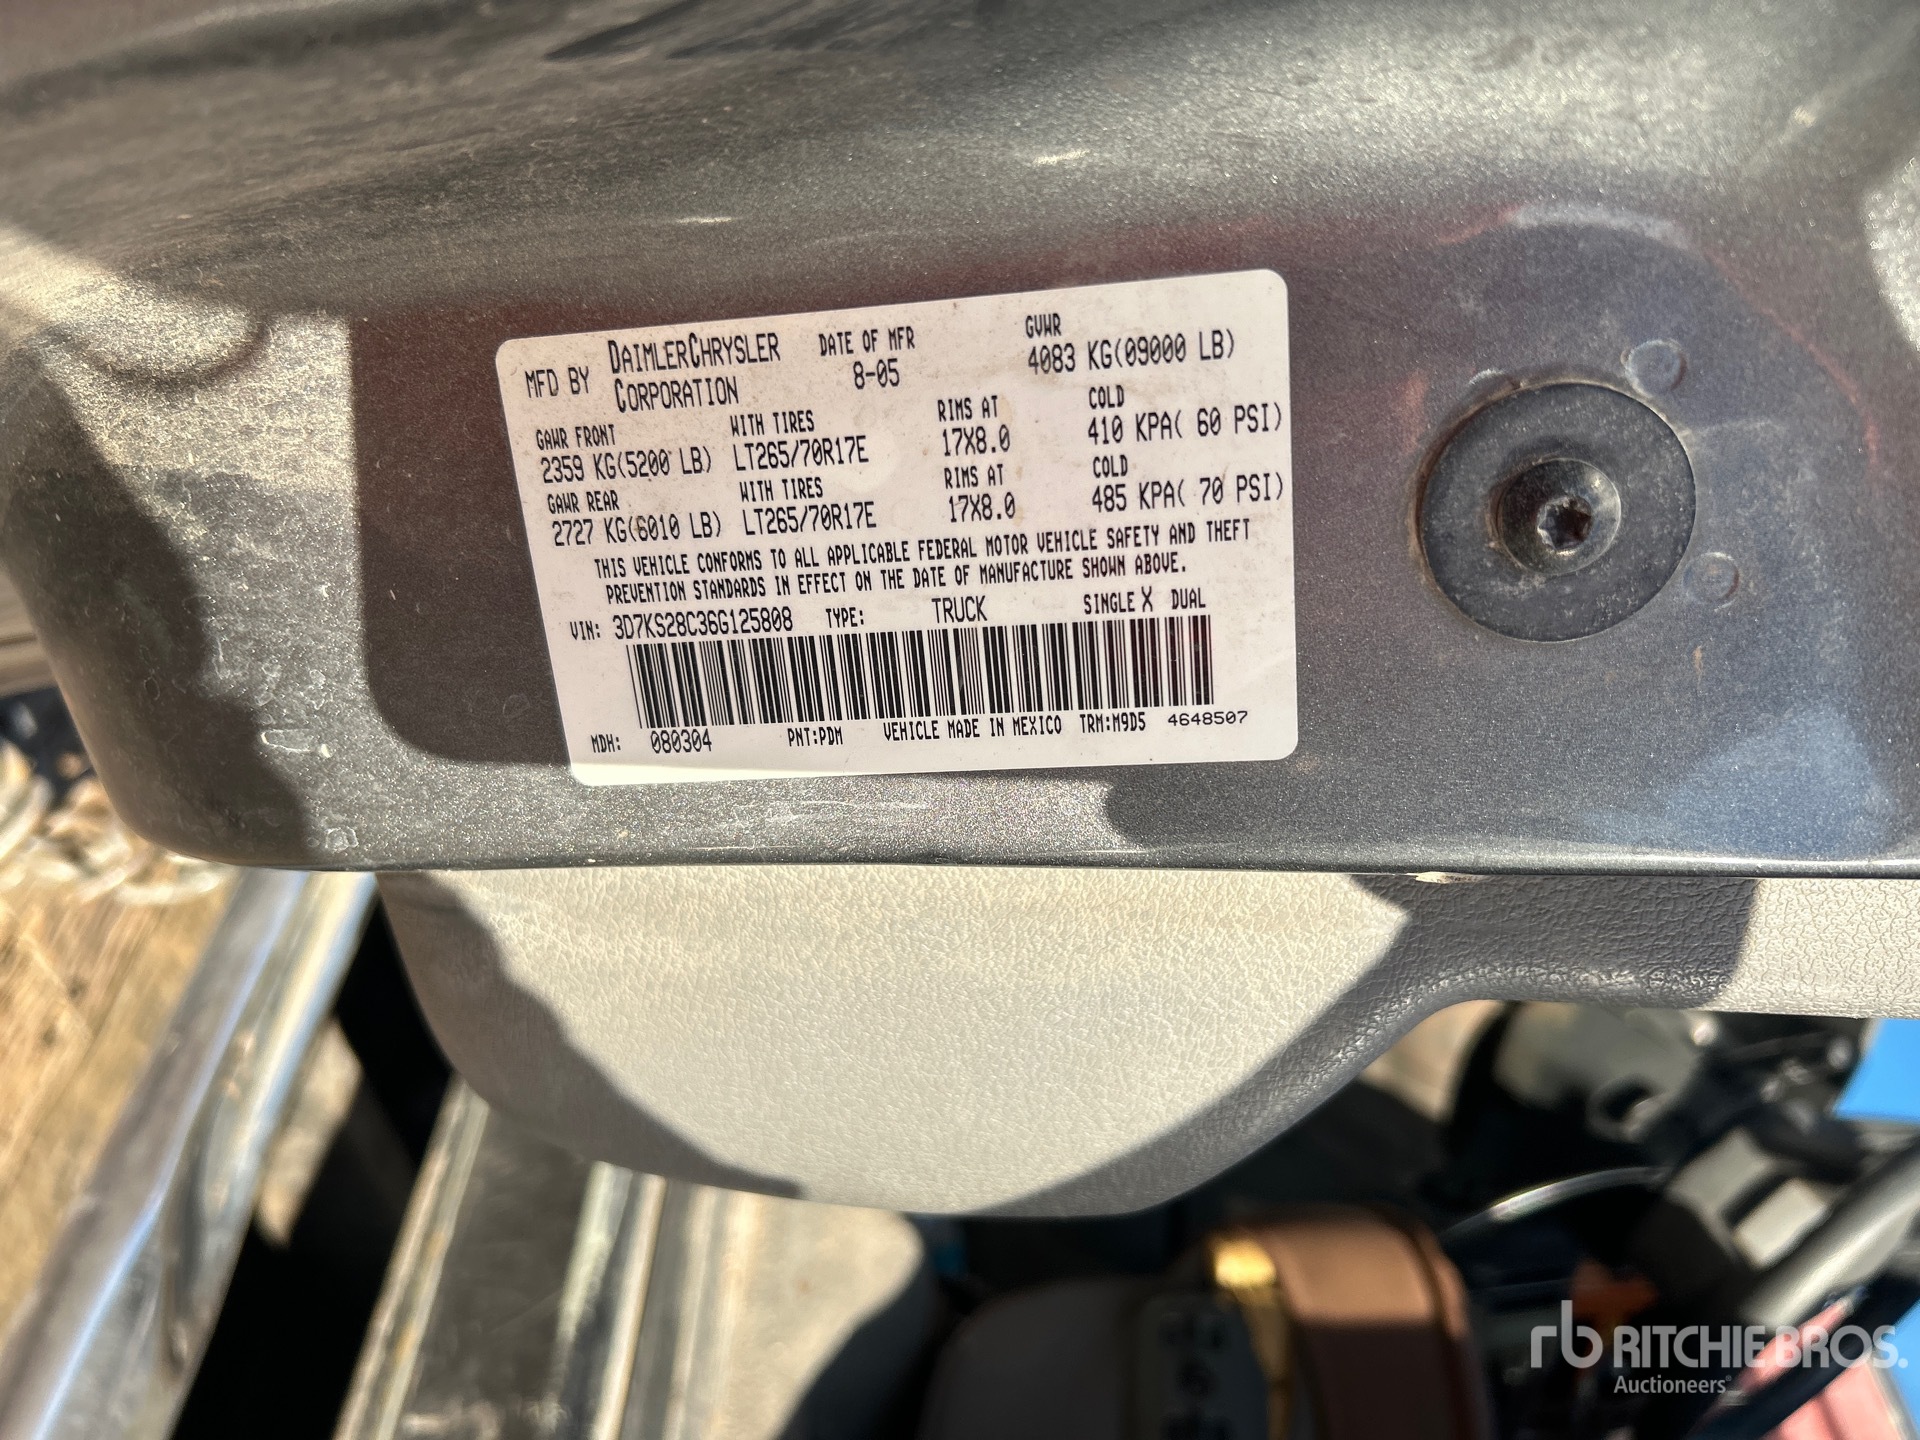 MFD BY DAIMLERCHRYSLER CORPORATION DATE OF MFR 8-05 GVWR 4083 KG(09000 LB)
GAWR FRONT WITH TIRES RIMS AT COLD
2359 KG(5200 LB) LT265/70R17E 17X8.0 410 KPA( 60 PSI)
GAWR REAR WITH TIRES RIMS AT COLD
2727 KG(6010 LB) LT265/70R17E 17X8.0 485 KPA( 70 PSI)
THIS VEHICLE CONFORMS TO ALL APPLICABLE FEDERAL MOTOR VEHICLE SAFETY AND THEFT
PREVENTION STANDARDS IN EFFECT ON THE DATE OF MANUFACTURE SHOWN ABOVE.
VIN: 3D7KS28C36G125808 TYPE: TRUCK SINGLE X DUAL
MDH: 080304 PNT:PDM VEHICLE MADE IN MEXICO TRM:M9D5 4648507
rb RITCHIE BROS.
Auctioneers